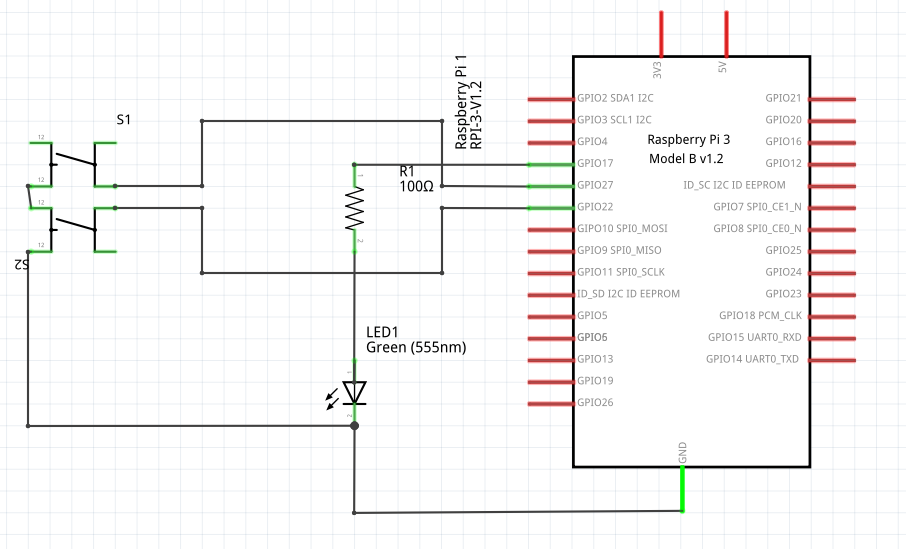 S1
12
12
12
12
S2
R1
100Ω
1
2
LED1
Green (555nm)
1
2
Raspberry Pi 1
RPI-3-V1.2
3V3
5V
Raspberry Pi 3
Model B v1.2
GPIO2 SDA1 I2C
GPIO3 SCL1 I2C
GPIO4
GPIO17
GPIO27
GPIO22
GPIO10 SPI0_MOSI
GPIO9 SPI0_MISO
GPIO11 SPI0_SCLK
ID_SD I2C ID EEPROM
GPIO5
GPIO6
GPIO13
GPIO19
GPIO26
GPIO21
GPIO20
GPIO16
GPIO12
ID_SC I2C ID EEPROM
GPIO7 SPI0_CE1_N
GPIO8 SPI0_CE0_N
GPIO25
GPIO24
GPIO23
GPIO18 PCM_CLK
GPIO15 UART0_RXD
GPIO14 UART0_TXD
GND